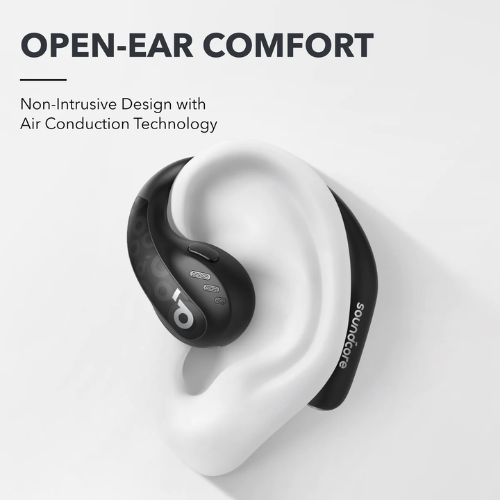 OPEN-EAR COMFORT
Non-Intrusive Design with
Air Conduction Technology
soundcore